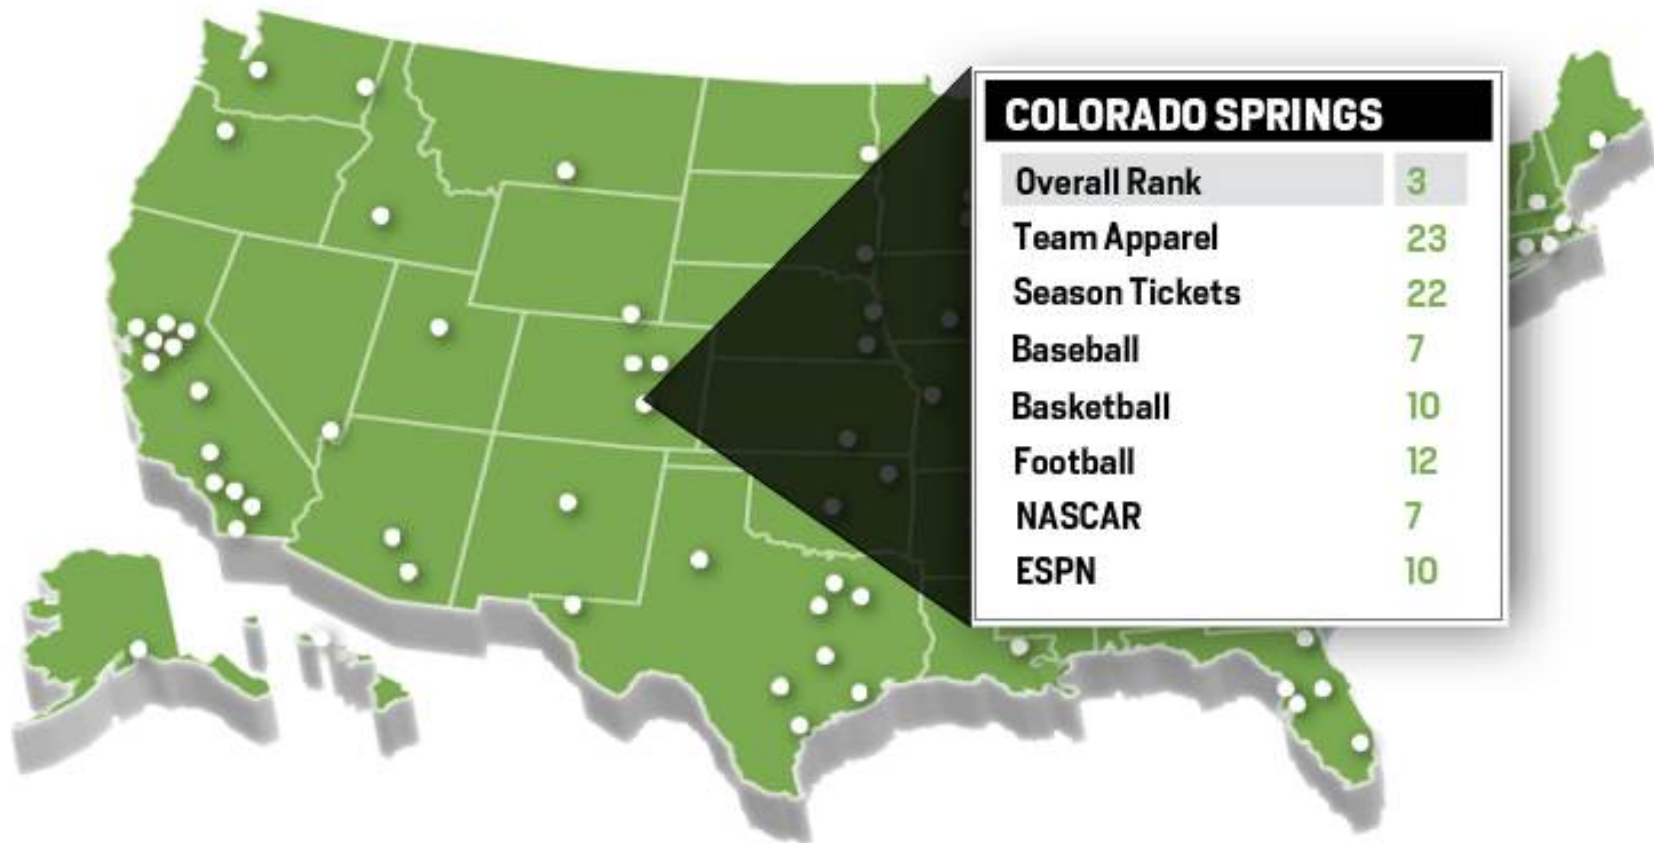 COLORADO SPRINGS
Overall Rank 3
Team Apparel 23
Season Tickets 22
Baseball 7
Basketball 10
Football 12
NASCAR 7
ESPN 10